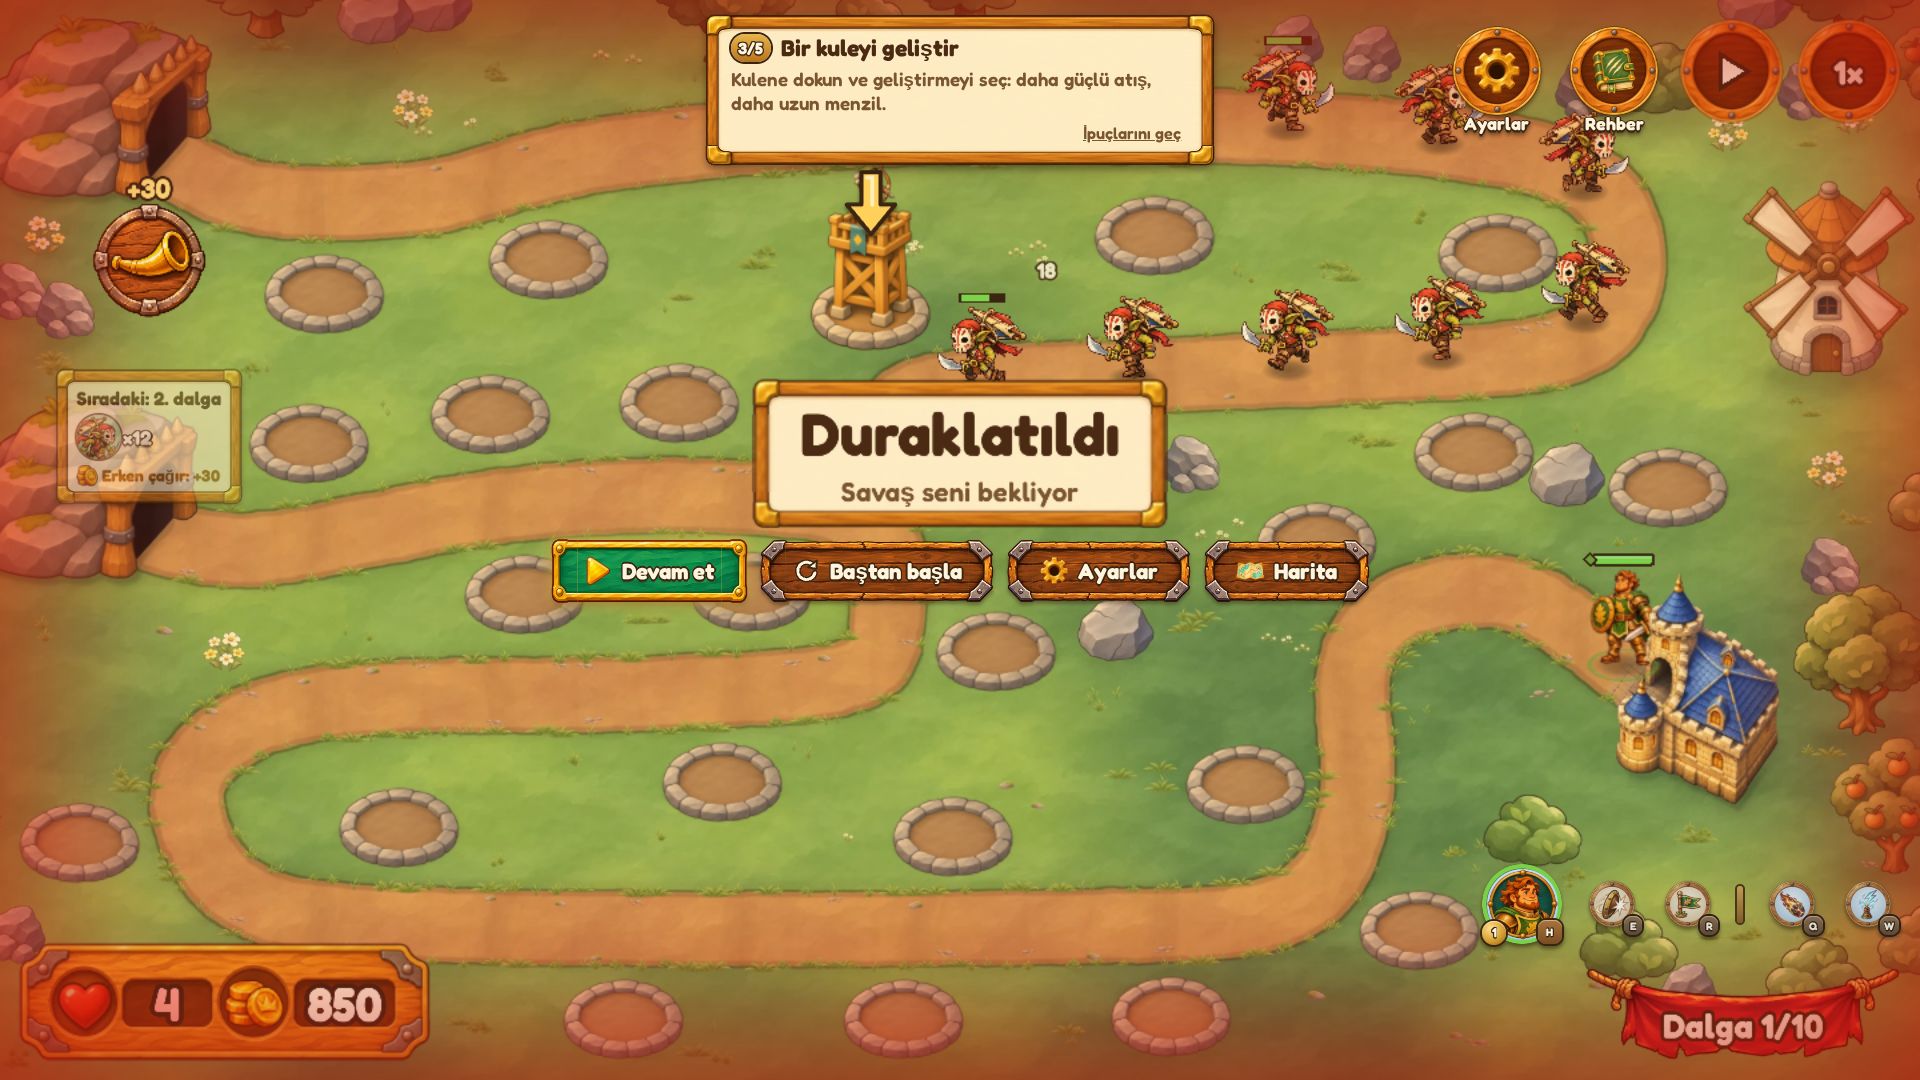 3/5 Bir kuleyi geliştir
Kulene dokun ve geliştirmeyi seç: daha güçlü atış,
daha uzun menzil.
İpuçlarını geç
Ayarlar
Rehber
1x
+30
18
Sıradaki: 2. dalga
x12
Erken çağır: +30
Duraklatıldı
Savaş seni bekliyor
Devam et
Baştan başla
Ayarlar
Harita
1
H
E
R
Q
W
4
850
Dalga 1/10